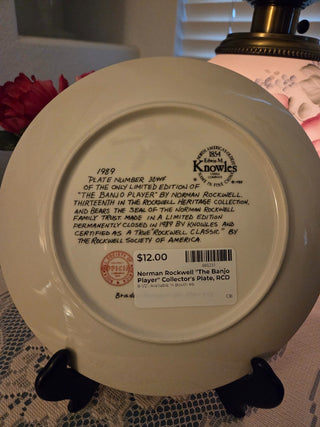 1854
Edwin M.
Knowles
1989
PLATE NUMBER
OF THE ONLY LIMITED EDITION OF
"THE BANJO PLAYER" BY NORMAN ROCKWELL,
THIRTEENTH IN THE ROCKWELL HERITAGE COLLECTION,
AND BEARS THE SEAL OF THE NORMAN ROCKWELL
FAMILY TRUST. MADE IN A LIMITED EDITION
PERMANENTLY CLOSED IN 1989 BY KNOWLES AND
CERTIFIED AS A "TRUE ROCKWELL CLASSIC" BY
THE ROCKWELL SOCIETY OF AMERICA.
$12.00
Norman Rockwell "The Banjo
Player" Collector's Plate, RCD
Brad